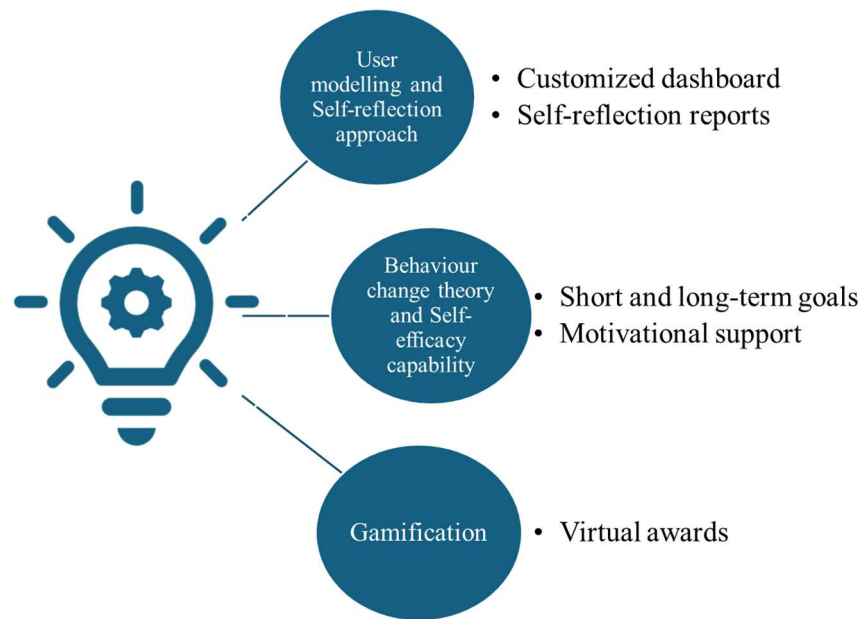 User
modelling and
Self-reflection
approach
• Customized dashboard
• Self-reflection reports
Behaviour
change theory
and Self-
efficacy
capability
• Short and long-term goals
• Motivational support
Gamification
• Virtual awards